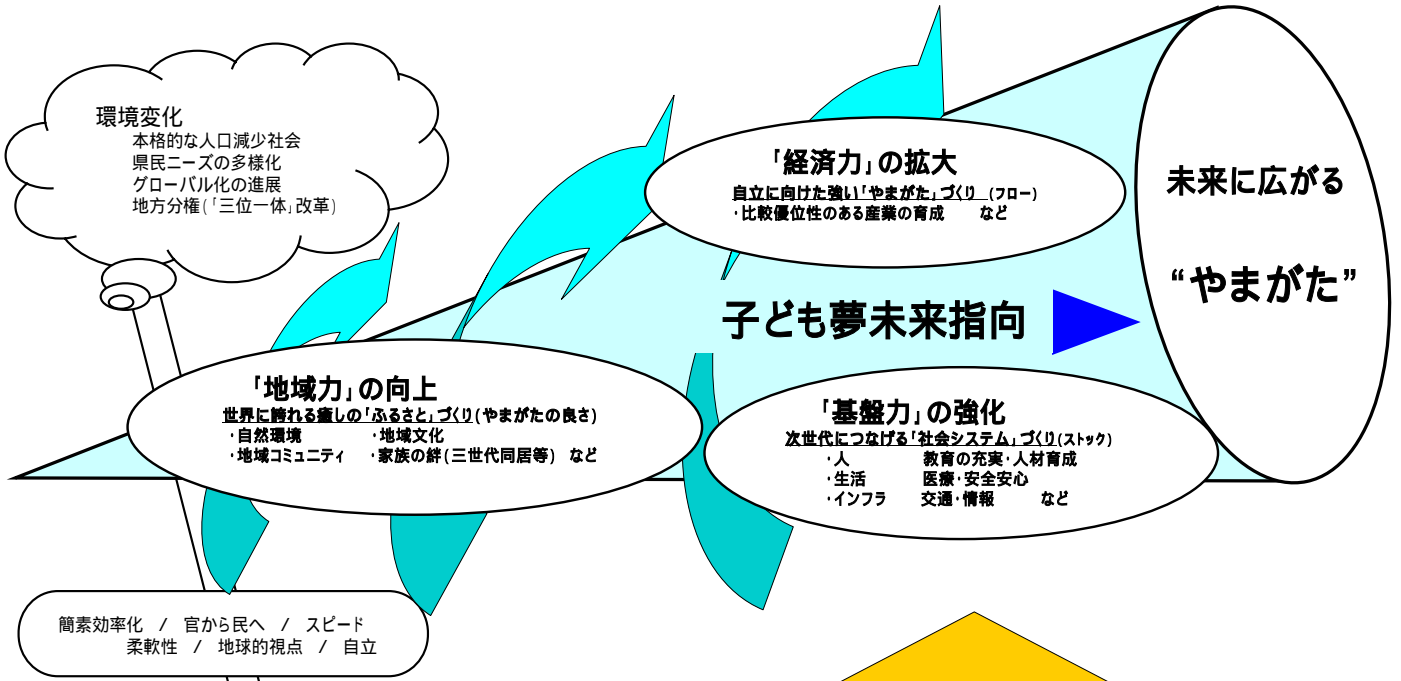 環境変化
本格的な人口減少社会
県民ニーズの多様化
グローバル化の進展
地方分権(「三位一体」改革)
「経済力」の拡大
自立に向けた強い「やまがた」づくり (フロー)
・比較優位性のある産業の育成 など
未来に広がる
“やまがた”
子ども夢未来指向
「地域力」の向上
世界に誇れる癒しの「ふるさと」づくり(やまがたの良さ)
・自然環境 ・地域文化
・地域コミュニティ ・家族の絆(三世代同居等) など
「基盤力」の強化
次世代につなげる「社会システム」づくり(ストック)
・人 教育の充実・人材育成
・生活 医療・安全安心
・インフラ 交通・情報 など
簡素効率化 / 官から民へ / スピード
柔軟性 / 地球的視点 / 自立